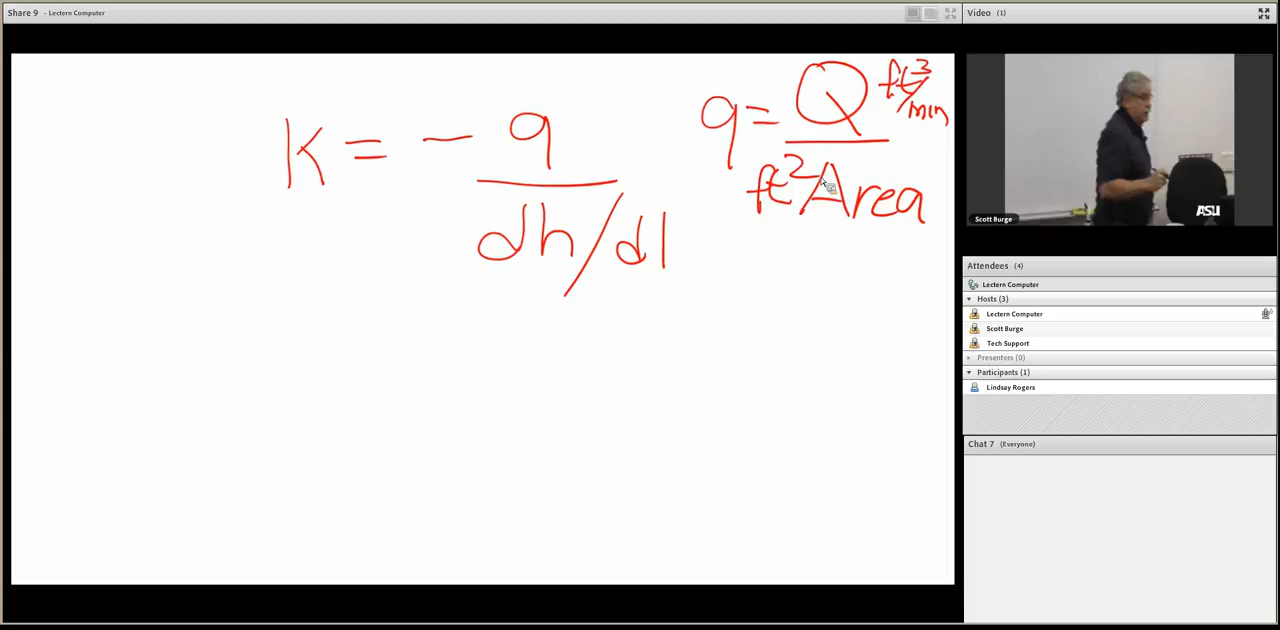 Share 9 - Lectern Computer
K = - q / dh/dl
q = Q ft³/min
ft² Area
Video (1)
Scott Burge
ASU
Attendees (4)
Lectern Computer
Hosts (3)
Lectern Computer
Scott Burge
Tech Support
Presenters (0)
Participants (1)
Lindsay Rogers
Chat 7 (Everyone)